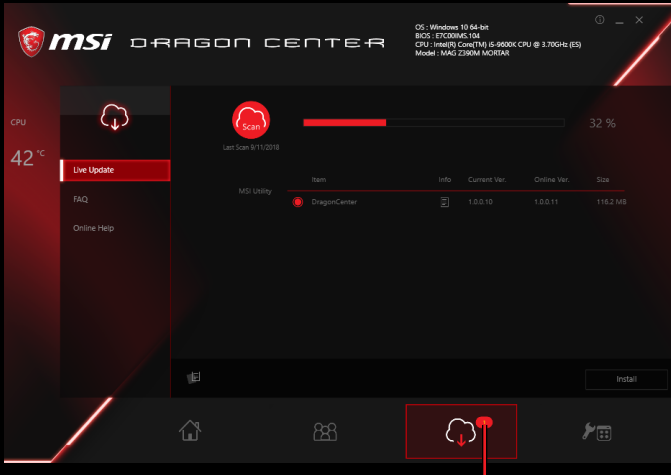 msi DRAGON CENTER
OS : Windows 10 64-bit
BIOS : E7C00IMS.104
CPU : Intel(R) Core(TM) i5-9600K CPU @ 3.70GHz (ES)
Model : MAG Z390M MORTAR
CPU
42 °C
Live Update
FAQ
Online Help
Scan
Last Scan 9/11/2018
32 %
Item Info Current Ver. Online Ver. Size
MSI Utility
DragonCenter 1.0.0.10 1.0.0.11 116.2 MB
Install